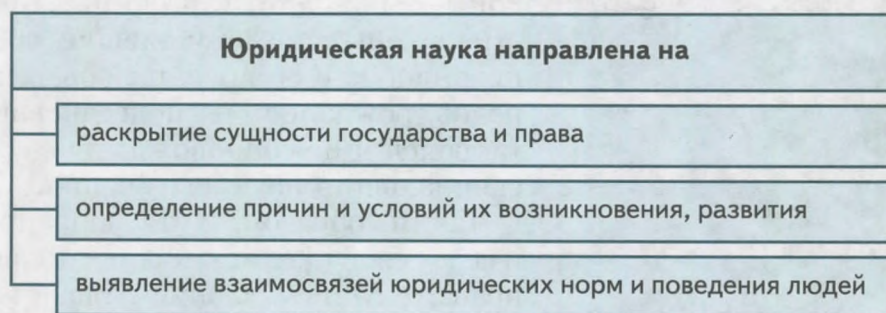 Юридическая наука направлена на
раскрытие сущности государства и права
определение причин и условий их возникновения, развития
выявление взаимосвязей юридических норм и поведения людей